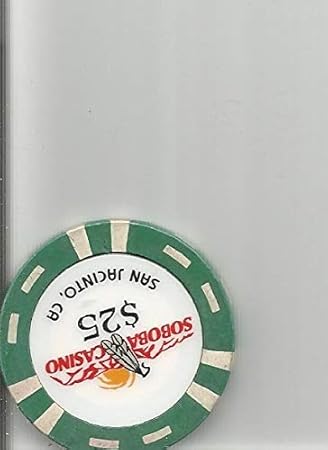 SOBOBA
CASINO
$25
SAN JACINTO, CA